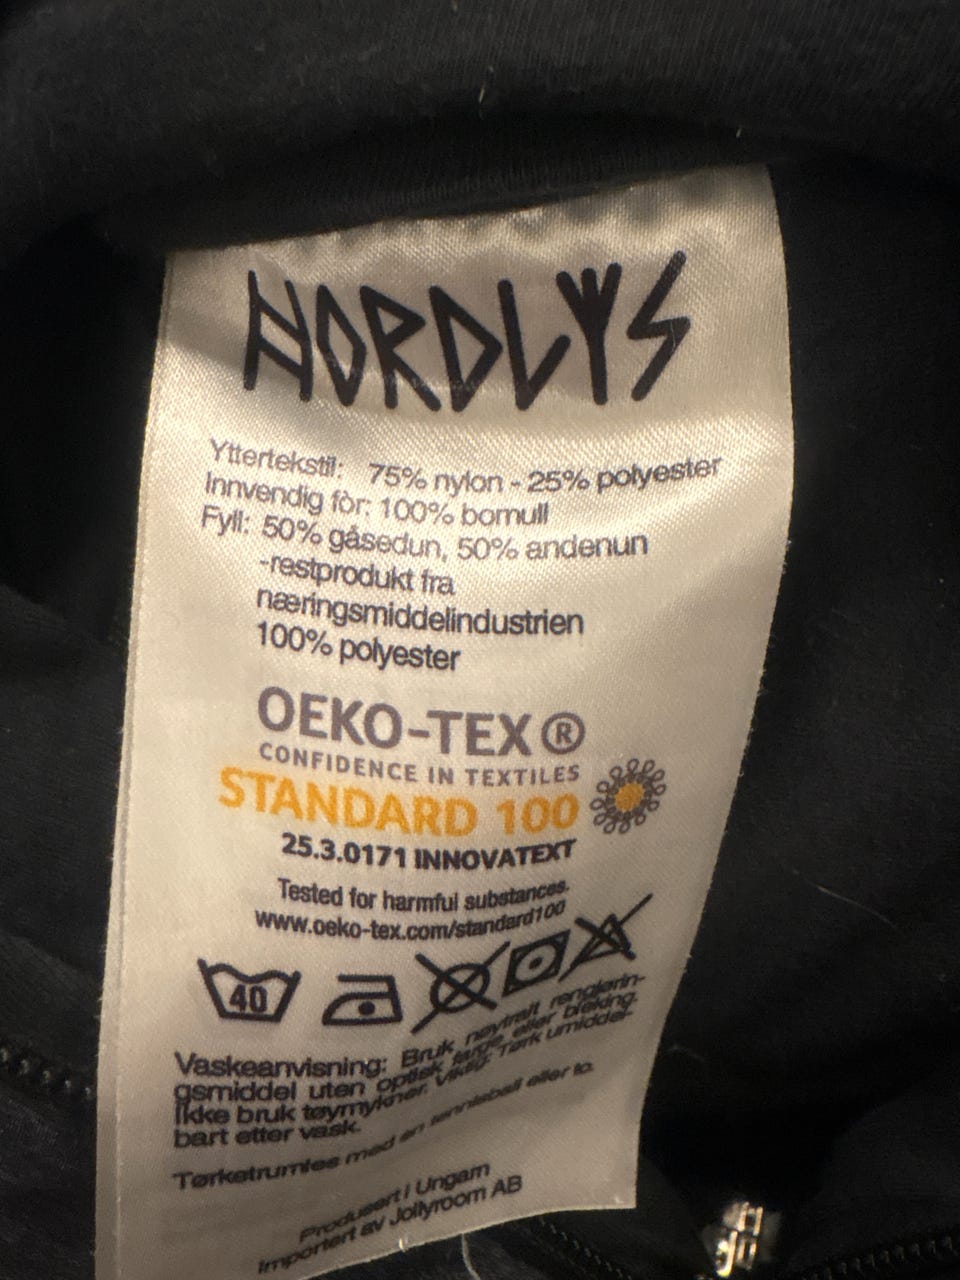 NORDLYS
Yttertekstil: 75% nylon - 25% polyester
Innvendig fòr: 100% bomull
Fyll: 50% gåsedun, 50% andenun
-restprodukt fra
næringsmiddelindustrien
100% polyester
OEKO-TEX®
CONFIDENCE IN TEXTILES
STANDARD 100
25.3.0171 INNOVATEXT
Tested for harmful substances.
www.oeko-tex.com/standard100
40
Vaskeanvisning: Bruk nøytralt rengjørin-
gsmiddel uten optisk farge eller bleking.
Ikke bruk tøymykner. Viktig: Tørk umiddel-
bart etter vask.
Tørketrumles med en tennisball eller to.
Produsert i Ungarn
Importert av Jollyroom AB